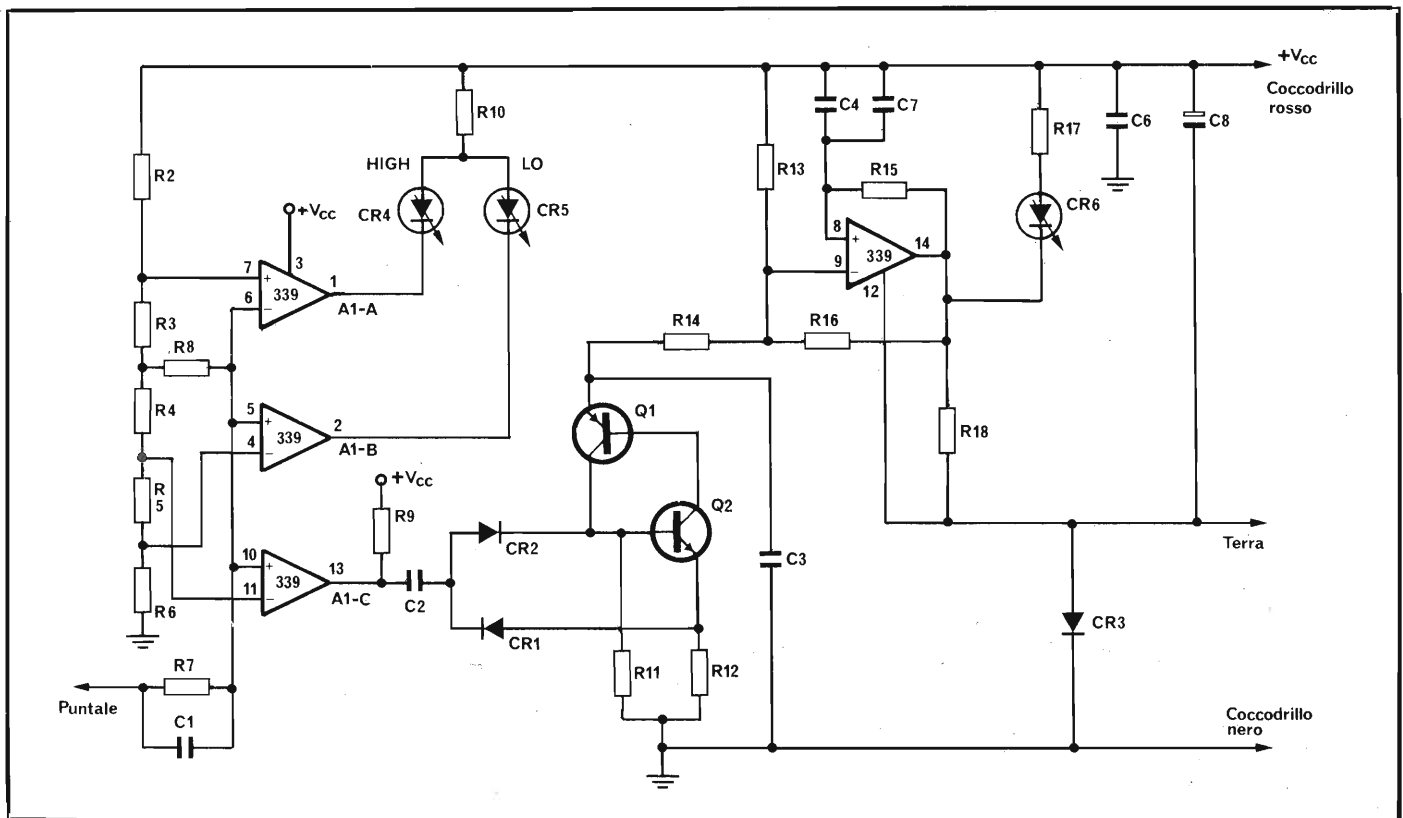 +Vcc
Coccodrillo
rosso
R10
C4
C7
R17
C6
C8
HIGH
LO
R13
R15
R2
CR4
CR5
CR6
+Vcc
3
7
+
339
1
6
−
A1-A
8
+
339
14
9
−
12
R3
R8
R14
R16
R4
5
+
339
2
4
−
A1-B
Q1
R18
+Vcc
R
5
R9
Q2
CR2
C3
Terra
10
+
339
13
11
−
A1-C
C2
R6
CR1
CR3
R7
R11
R12
Puntale
C1
Coccodrillo
nero